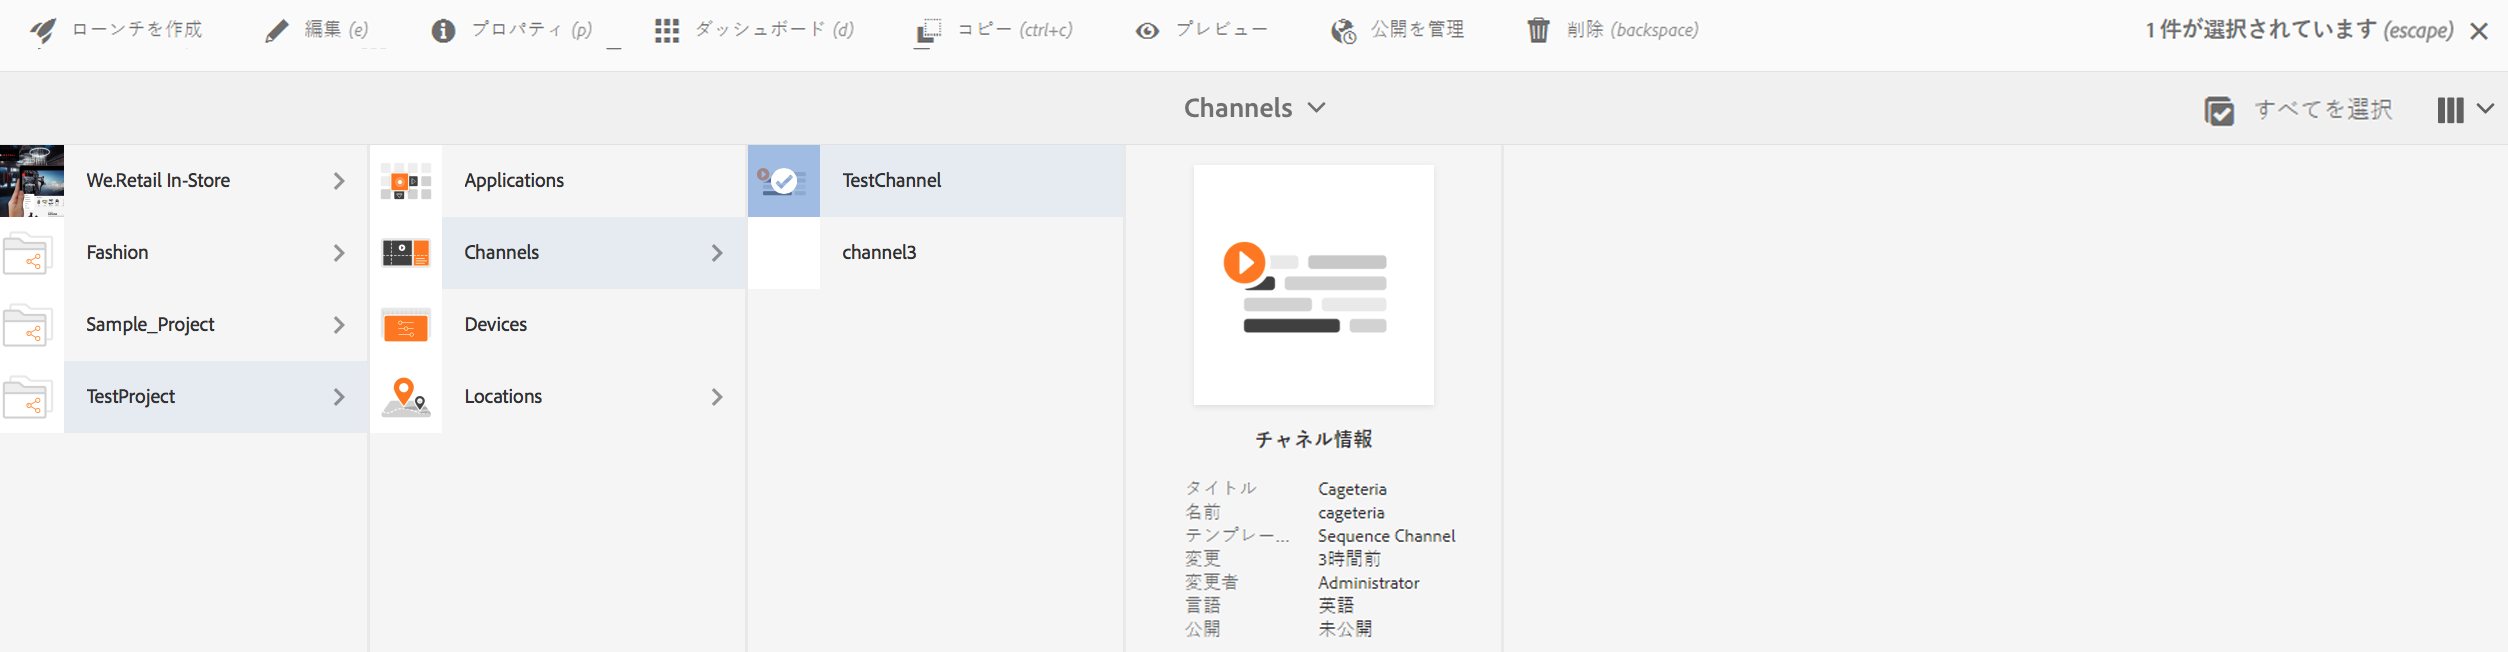 ローンチを作成 編集 (e) プロパティ (p) ダッシュボード (d) コピー (ctrl+c) プレビュー 公開を管理 削除 (backspace) 1 件が選択されています (escape)
Channels すべてを選択
We.Retail In-Store Applications TestChannel
Fashion Channels channel3
Sample_Project Devices
TestProject Locations
チャネル情報
タイトル Cageteria
名前 cageteria
テンプレー... Sequence Channel
変更 3時間前
変更者 Administrator
言語 英語
公開 未公開